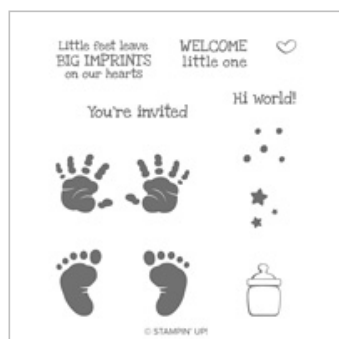 Little feet leave
BIG IMPRINTS
on our hearts
WELCOME
little one
Hi world!
You're invited
© STAMPIN' UP!